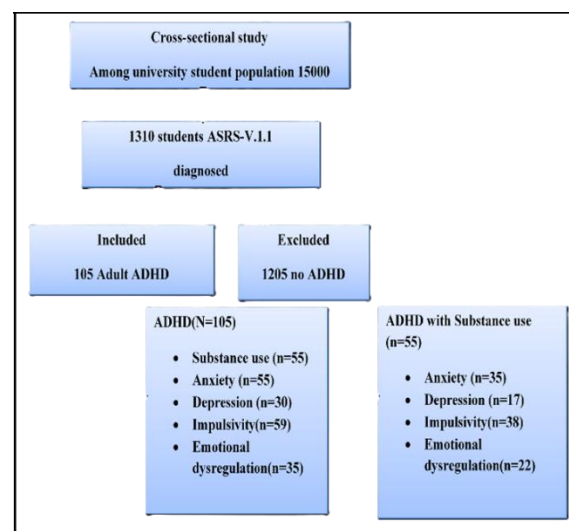 Cross-sectional study
Among university student population 15000
1310 students ASRS-V.1.1
diagnosed
Included
105 Adult ADHD
Excluded
1205 no ADHD
ADHD(N=105)
• Substance use (n=55)
• Anxiety (n=55)
• Depression (n=30)
• Impulsivity(n=59)
• Emotional
dysregulation(n=35)
ADHD with Substance use
(n=55)
• Anxiety (n=35)
• Depression (n=17)
• Impulsivity(n=38)
• Emotional
dysregulation(n=22)